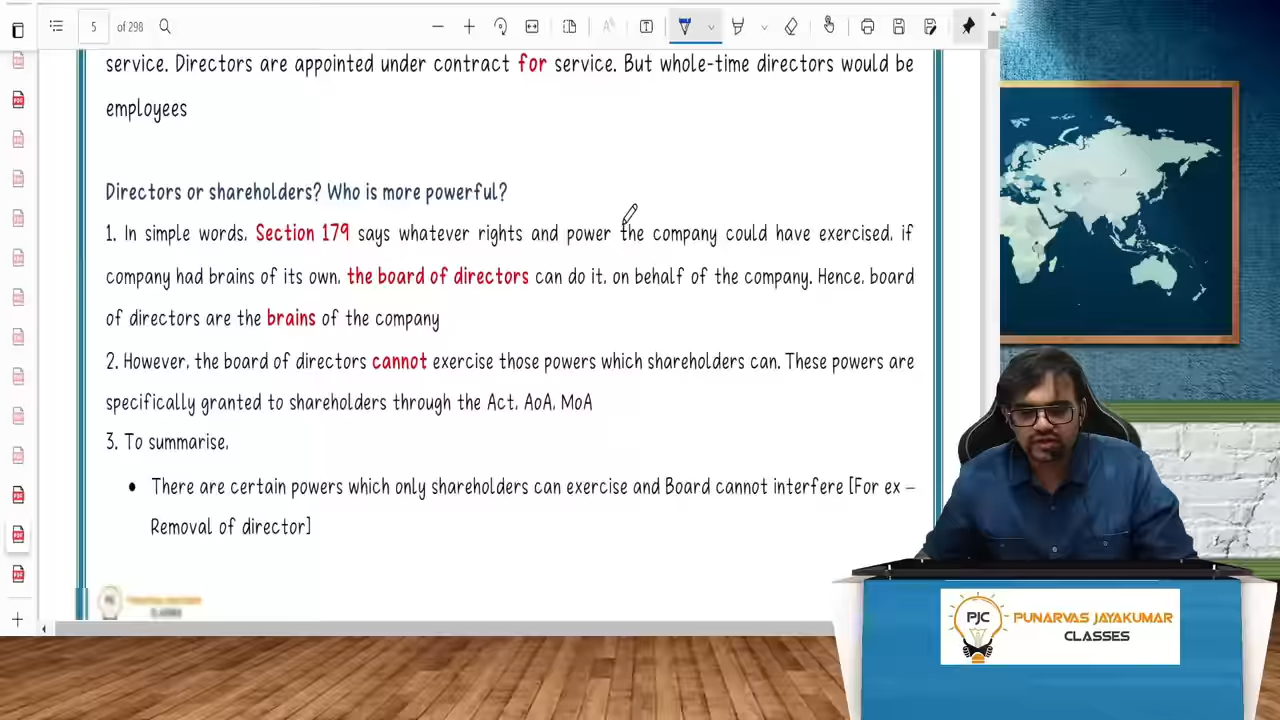 5 of 298
service. Directors are appointed under contract for service. But whole-time directors would be
employees
Directors or shareholders? Who is more powerful?
1. In simple words, Section 179 says whatever rights and power the company could have exercised, if
company had brains of its own, the board of directors can do it, on behalf of the company. Hence, board
of directors are the brains of the company
2. However, the board of directors cannot exercise those powers which shareholders can. These powers are
specifically granted to shareholders through the Act, AoA, MoA
3. To summarise,
• There are certain powers which only shareholders can exercise and Board cannot interfere [For ex –
Removal of director]
PJC
PUNARVAS JAYAKUMAR
CLASSES